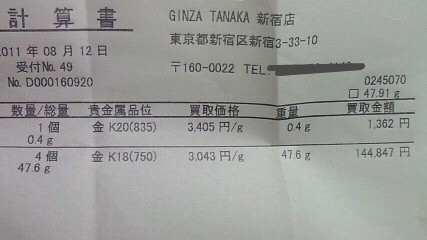 計算書
GINZA TANAKA 新宿店
東京都新宿区新宿3-33-10
2011 年 08 月 12 日
受付No. 49
〒160-0022 TEL.
No. D000160920
0245070
□ 47.91 g
数量/総量 貴金属品位 買取価格 重量 買取金額
1 個 金 K20(835) 3,405 円/g 0.4 g 1,362 円
0.4 g
4 個 金 K18(750) 3,043 円/g 47.6 g 144,847 円
47.6 g